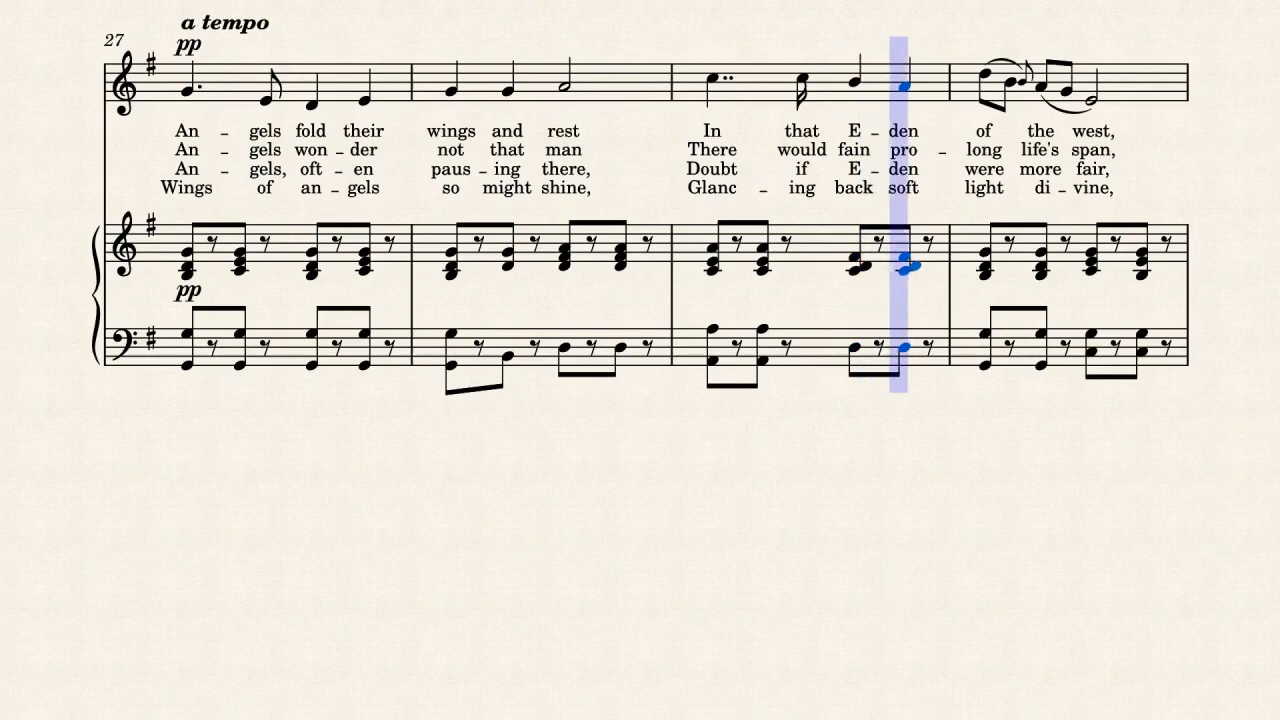 a tempo
27
pp
An – gels fold their wings and rest In that E – den of the west,
An – gels won – der not that man There would fain pro – long life's span,
An – gels, oft – en paus – ing there, Doubt if E – den were more fair,
Wings of an – gels so might shine, Glanc – ing back soft light di – vine,
pp